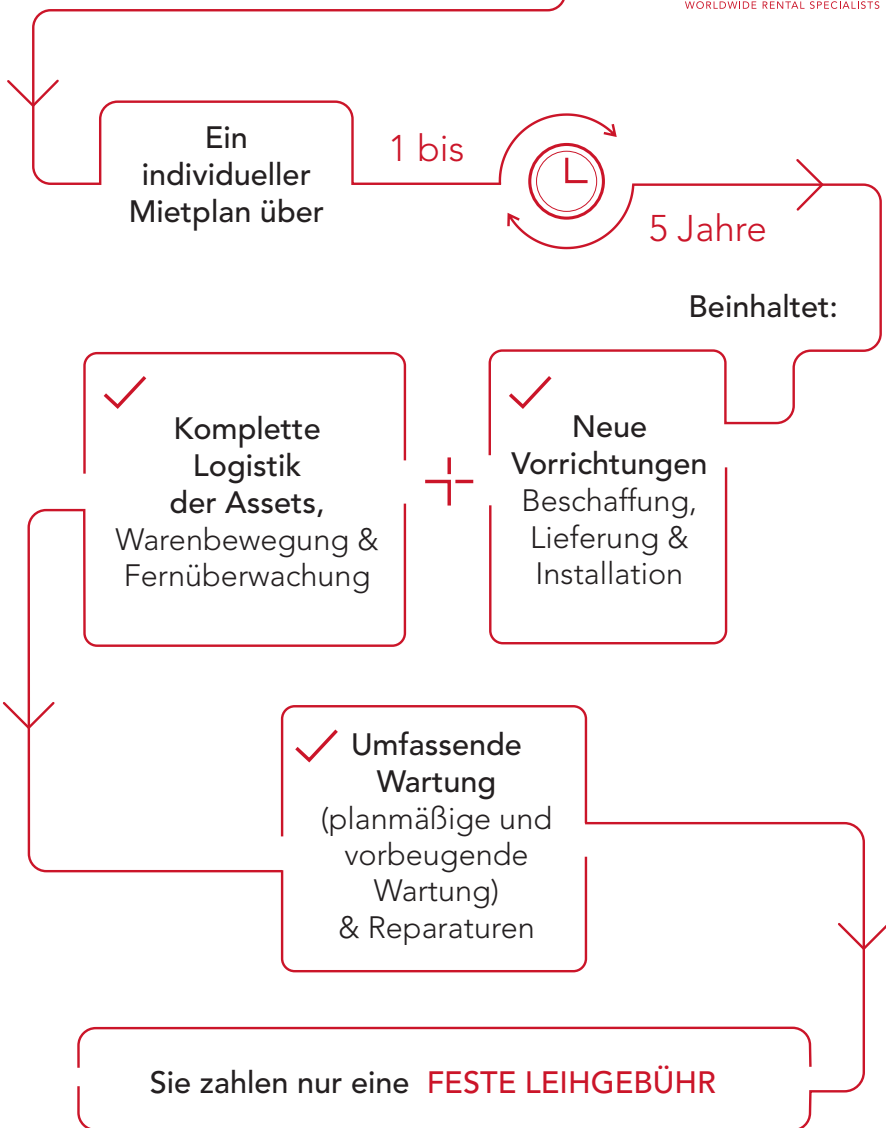 WORLDWIDE RENTAL SPECIALISTS
Ein
individueller
Mietplan über
1 bis
5 Jahre
Beinhaltet:
Komplette
Logistik
der Assets,
Warenbewegung &
Fernüberwachung
Neue
Vorrichtungen
Beschaffung,
Lieferung &
Installation
Umfassende
Wartung
(planmäßige und
vorbeugende
Wartung)
& Reparaturen
Sie zahlen nur eine FESTE LEIHGEBÜHR